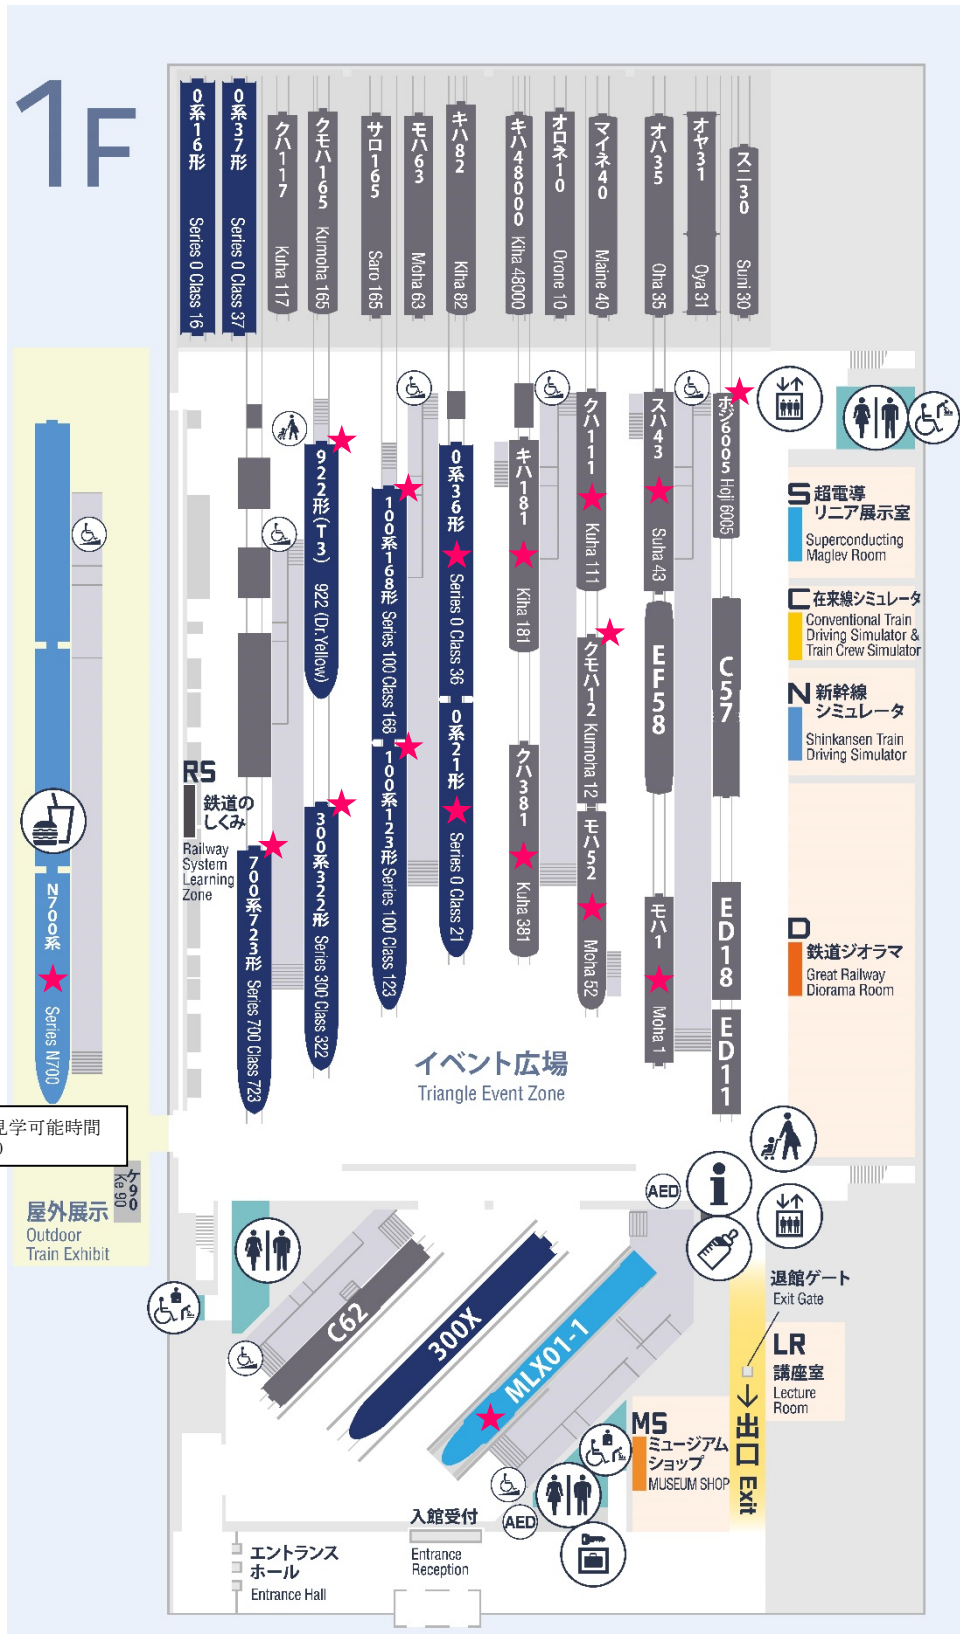 1F
0系16形 Series 0 Class 16
0系37形 Series 0 Class 37
クハ117 Kuha 117
クモハ165 Kumoha 165
サロ165 Saro 165
モハ63 Moha 63
キハ82 Kiha 82
キハ48000 Kiha 48000
オロネ10 Orone 10
マイネ40 Maine 40
オハ35 Oha 35
オヤ31 Oya 31
スニ30 Suni 30
922形(T3) 922 (Dr.Yellow)
100系168形 Series 100 Class 168
0系36形 Series 0 Class 36
キハ181 Kiha 181
クハ111 Kuha 111
スハ43 Suha 43
ホジ6005 Hoji 6005
S 超電導
リニア展示室
Superconducting
Maglev Room
C 在来線シミュレータ
Conventional Train
Driving Simulator &
Train Crew Simulator
N 新幹線
シミュレータ
Shinkansen Train
Driving Simulator
EF58
C57
クモハ12 Kumoha 12
0系21形 Series 0 Class 21
クハ381 Kuha 381
100系123形 Series 100 Class 123
300系322形 Series 300 Class 322
700系723形 Series 700 Class 723
モハ52 Moha 52
モハ1 Moha 1
ED18
ED11
RS
鉄道の
しくみ
Railway
System
Learning
Zone
N700系 Series N700
D
鉄道ジオラマ
Great Railway
Diorama Room
イベント広場
Triangle Event Zone
見学可能時間
)
ケ90
Ke 90
屋外展示
Outdoor
Train Exhibit
AED
C62
300X
MLX01-1
退館ゲート
Exit Gate
LR
講座室
Lecture
Room
出口 Exit
MS
ミュージアム
ショップ
MUSEUM SHOP
AED
入館受付
Entrance
Reception
エントランス
ホール
Entrance Hall